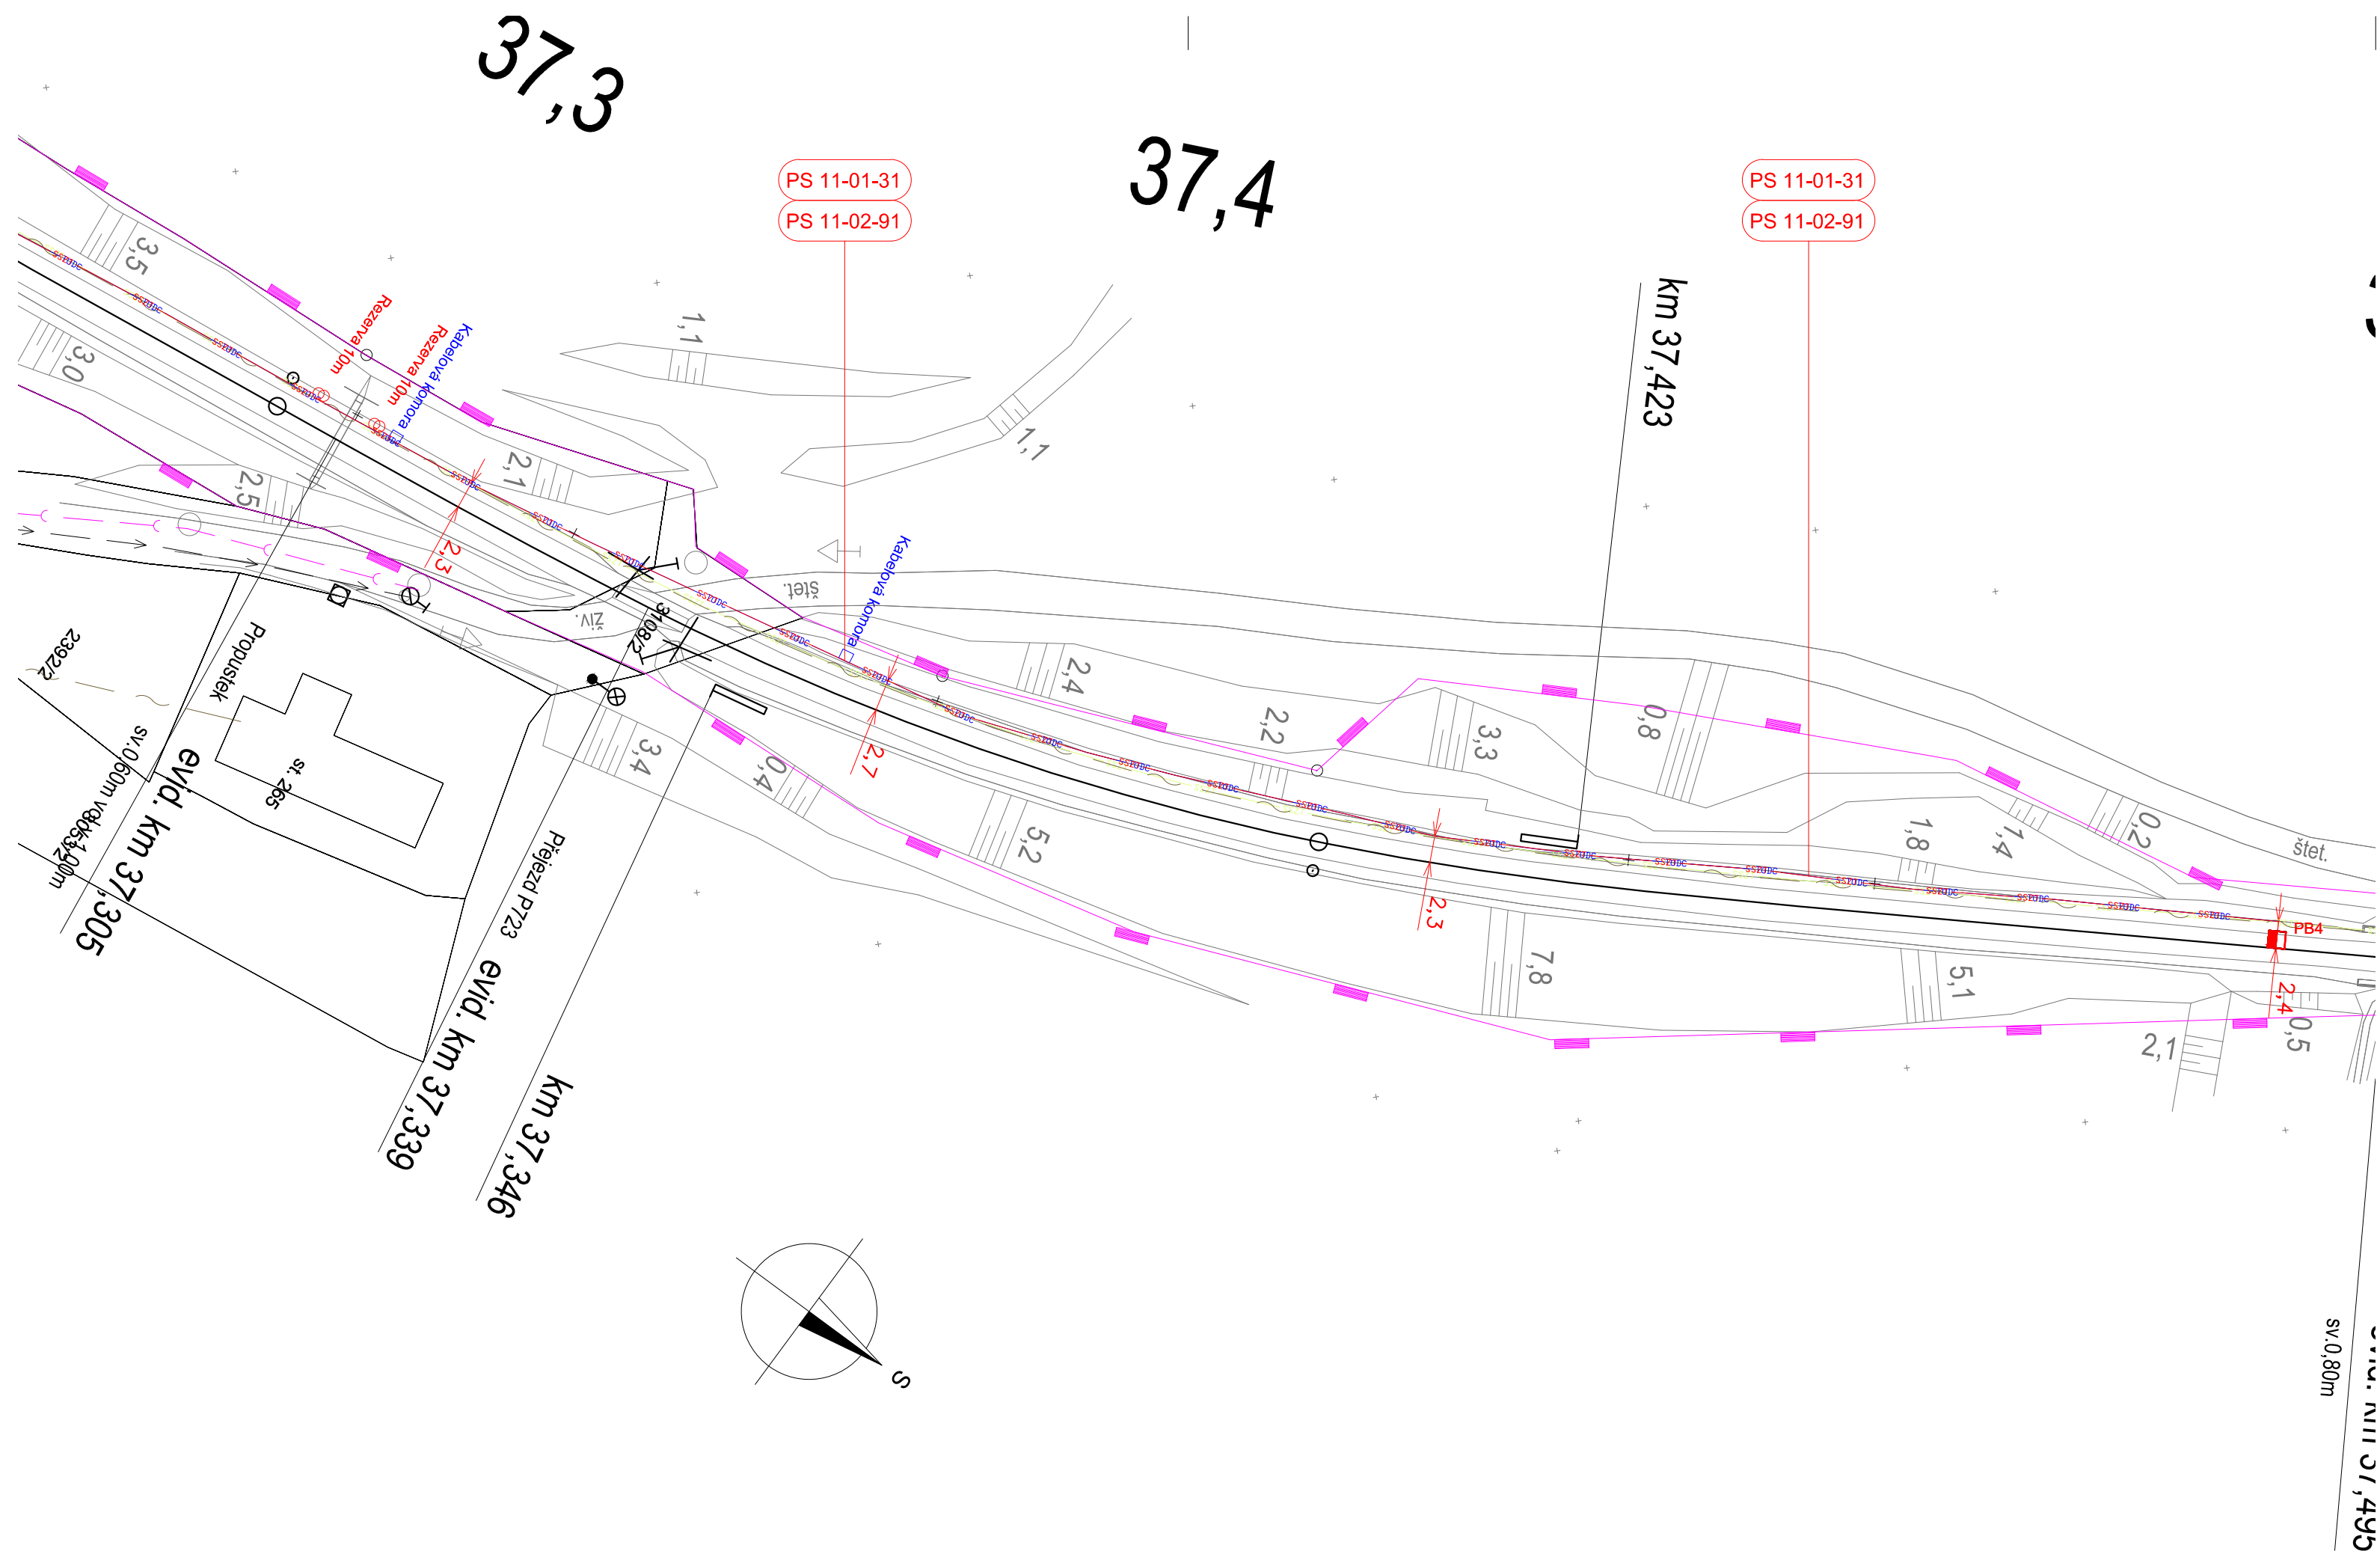 37,3
37,4
PS 11-01-31
PS 11-02-91
PS 11-01-31
PS 11-02-91
km 37,423
3,5
3,0
Rezerva 10m
Rezerva 10m
Kabelová komora
1,1
1,1
2,1
2,5
2,3
štet.
živ.
3108/2
Kabelová komora
2,4
2,2
3,3
0,8
2,7
3,4
0,4
5,2
2,3
7,8
1,8
1,4
0,2
štet.
5,1
PB4
2,4
0,5
2,1
2392/2
Propustek
sv.0,60m
evid. km 37,305
st. 265
Přejezd P723
evid. km 37,339
km 37,346
S
sv.0,80m
evid. km 37,495